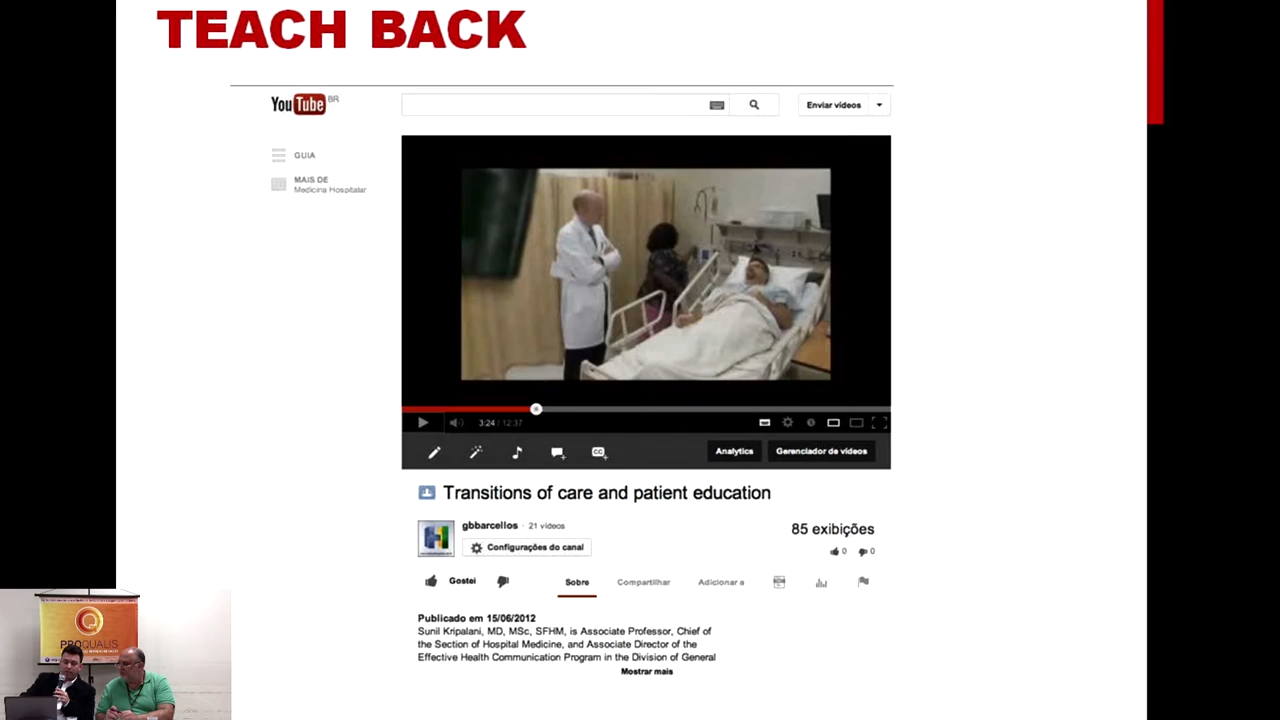 TEACH BACK
YouTube BR
Enviar vídeos
GUIA
MAIS DE
Medicina Hospitalar
3:24 / 12:37
CC
Analytics
Gerenciador de vídeos
Transitions of care and patient education
gbbarcellos · 21 vídeos
85 exibições
Configurações do canal
0 0
Gostei
Sobre
Compartilhar
Adicionar a
Publicado em 15/06/2012
Sunil Kripalani, MD, MSc, SFHM, is Associate Professor, Chief of
the Section of Hospital Medicine, and Associate Director of the
Effective Health Communication Program in the Division of General
Mostrar mais
PROQUALIS